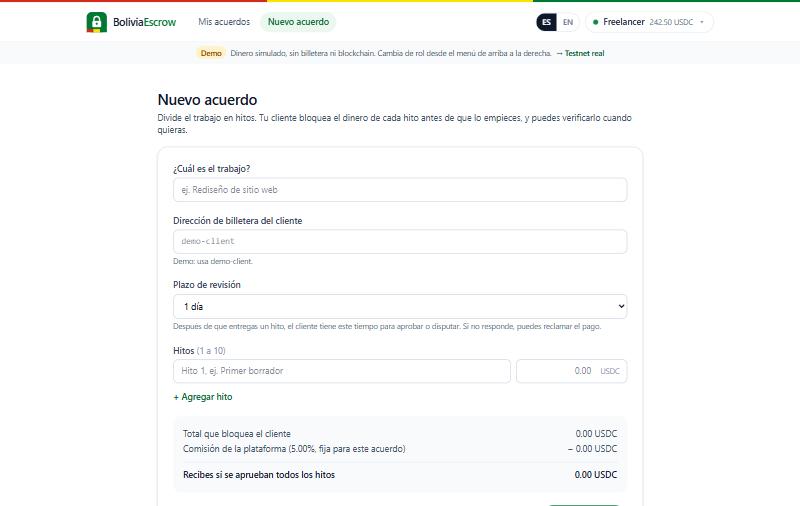 BoliviaEscrow
Mis acuerdos
Nuevo acuerdo
ES
EN
Freelancer 242.50 USDC
Demo Dinero simulado, sin billetera ni blockchain. Cambia de rol desde el menú de arriba a la derecha. → Testnet real
Nuevo acuerdo
Divide el trabajo en hitos. Tu cliente bloquea el dinero de cada hito antes de que lo empieces, y puedes verificarlo cuando
quieras.
¿Cuál es el trabajo?
ej. Rediseño de sitio web
Dirección de billetera del cliente
demo-client
Demo: usa demo-client.
Plazo de revisión
1 día
Después de que entregas un hito, el cliente tiene este tiempo para aprobar o disputar. Si no responde, puedes reclamar el pago.
Hitos (1 a 10)
Hito 1, ej. Primer borrador
0.00 USDC
+ Agregar hito
Total que bloquea el cliente 0.00 USDC
Comisión de la plataforma (5.00%, fija para este acuerdo) − 0.00 USDC
Recibes si se aprueban todos los hitos 0.00 USDC